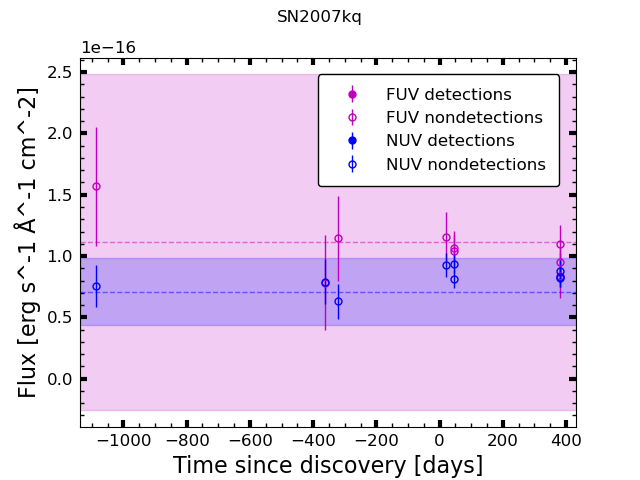 SN2007kq
1e−16
2.5
2.0
1.5
1.0
0.5
0.0
Flux [erg s^-1 Å^-1 cm^-2]
FUV detections
FUV nondetections
NUV detections
NUV nondetections
−1000 −800 −600 −400 −200 0 200 400
Time since discovery [days]